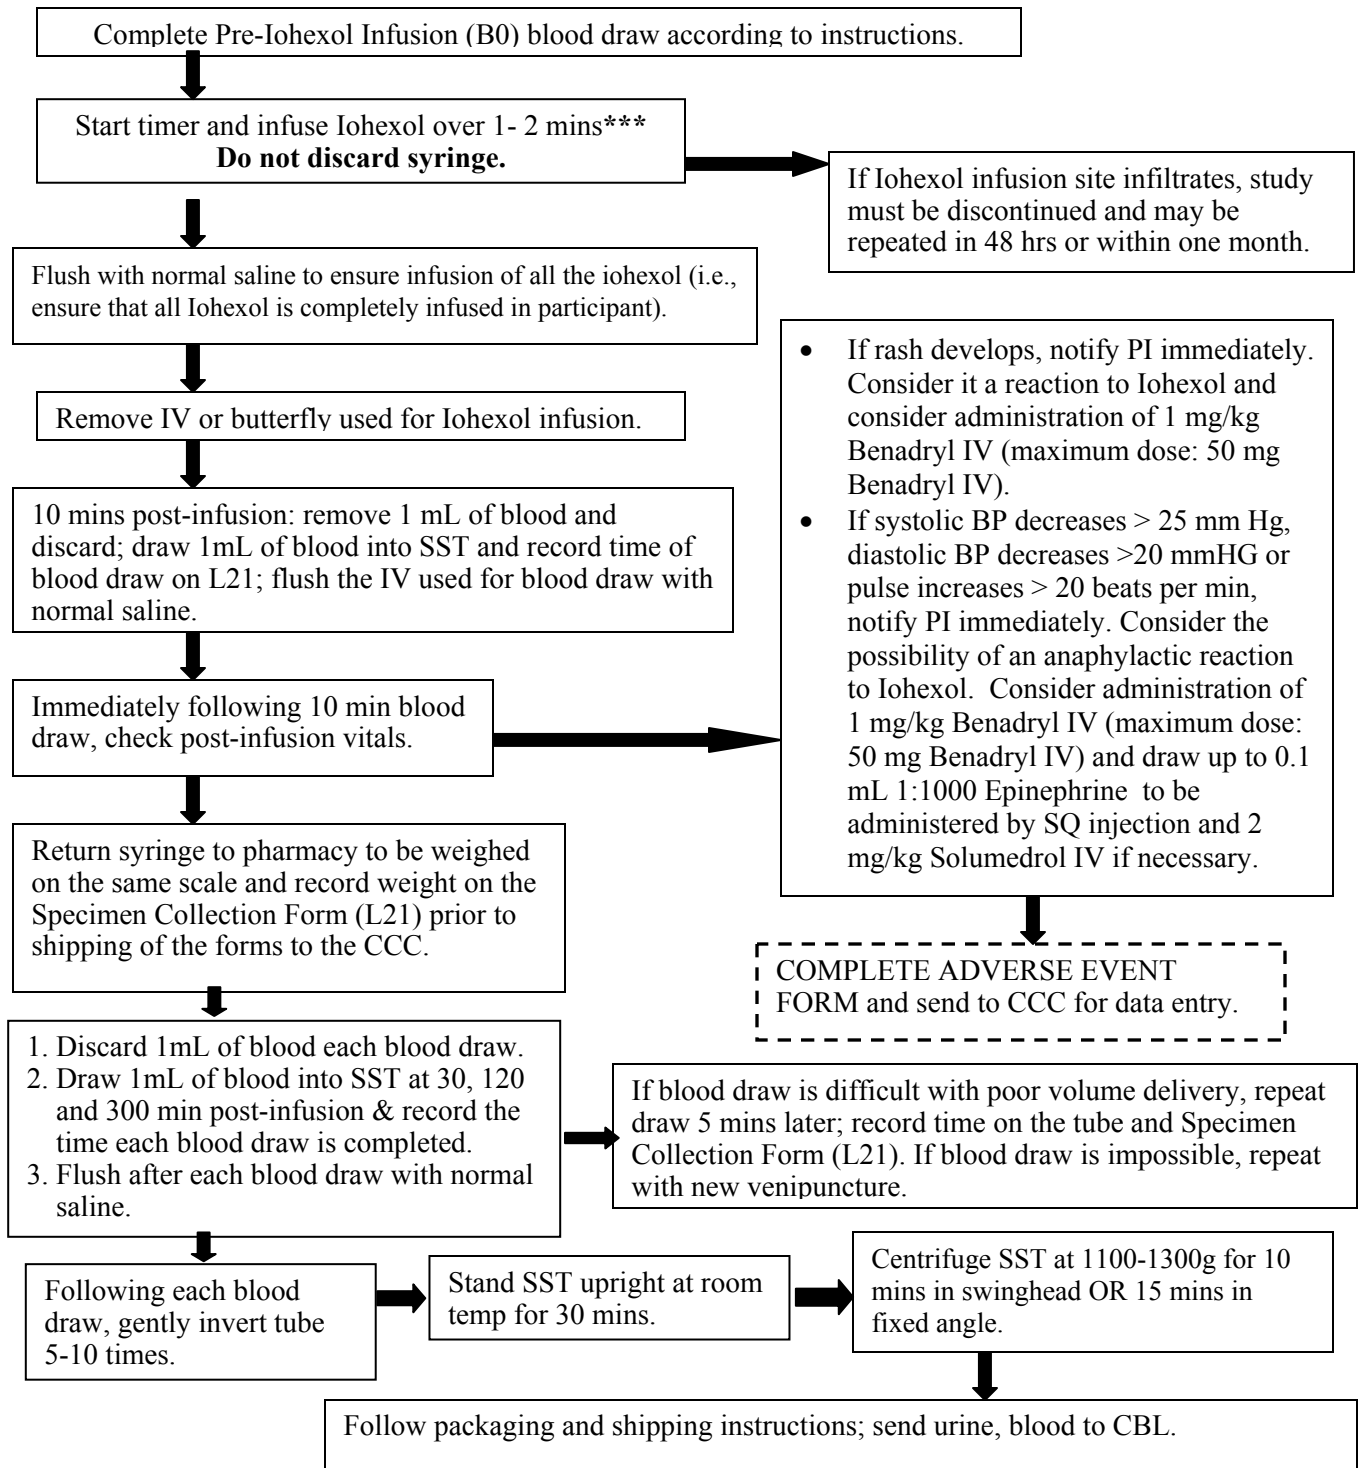 Complete Pre-Iohexol Infusion (B0) blood draw according to instructions.
Start timer and infuse Iohexol over 1- 2 mins***
Do not discard syringe.
If Iohexol infusion site infiltrates, study
must be discontinued and may be
repeated in 48 hrs or within one month.
Flush with normal saline to ensure infusion of all the iohexol (i.e.,
ensure that all Iohexol is completely infused in participant).
Remove IV or butterfly used for Iohexol infusion.
10 mins post-infusion: remove 1 mL of blood and
discard; draw 1mL of blood into SST and record time of
blood draw on L21; flush the IV used for blood draw with
normal saline.
Immediately following 10 min blood
draw, check post-infusion vitals.
• If rash develops, notify PI immediately.
Consider it a reaction to Iohexol and
consider administration of 1 mg/kg
Benadryl IV (maximum dose: 50 mg
Benadryl IV).
• If systolic BP decreases > 25 mm Hg,
diastolic BP decreases >20 mmHG or
pulse increases > 20 beats per min,
notify PI immediately. Consider the
possibility of an anaphylactic reaction
to Iohexol.  Consider administration of
1 mg/kg Benadryl IV (maximum dose:
50 mg Benadryl IV) and draw up to 0.1
mL 1:1000 Epinephrine  to be
administered by SQ injection and 2
mg/kg Solumedrol IV if necessary.
COMPLETE ADVERSE EVENT
FORM and send to CCC for data entry.
Return syringe to pharmacy to be weighed
on the same scale and record weight on the
Specimen Collection Form (L21) prior to
shipping of the forms to the CCC.
1. Discard 1mL of blood each blood draw.
2. Draw 1mL of blood into SST at 30, 120
and 300 min post-infusion & record the
time each blood draw is completed.
3. Flush after each blood draw with normal
saline.
If blood draw is difficult with poor volume delivery, repeat
draw 5 mins later; record time on the tube and Specimen
Collection Form (L21). If blood draw is impossible, repeat
with new venipuncture.
Following each blood
draw, gently invert tube
5-10 times.
Stand SST upright at room
temp for 30 mins.
Centrifuge SST at 1100-1300g for 10
mins in swinghead OR 15 mins in
fixed angle.
Follow packaging and shipping instructions; send urine, blood to CBL.